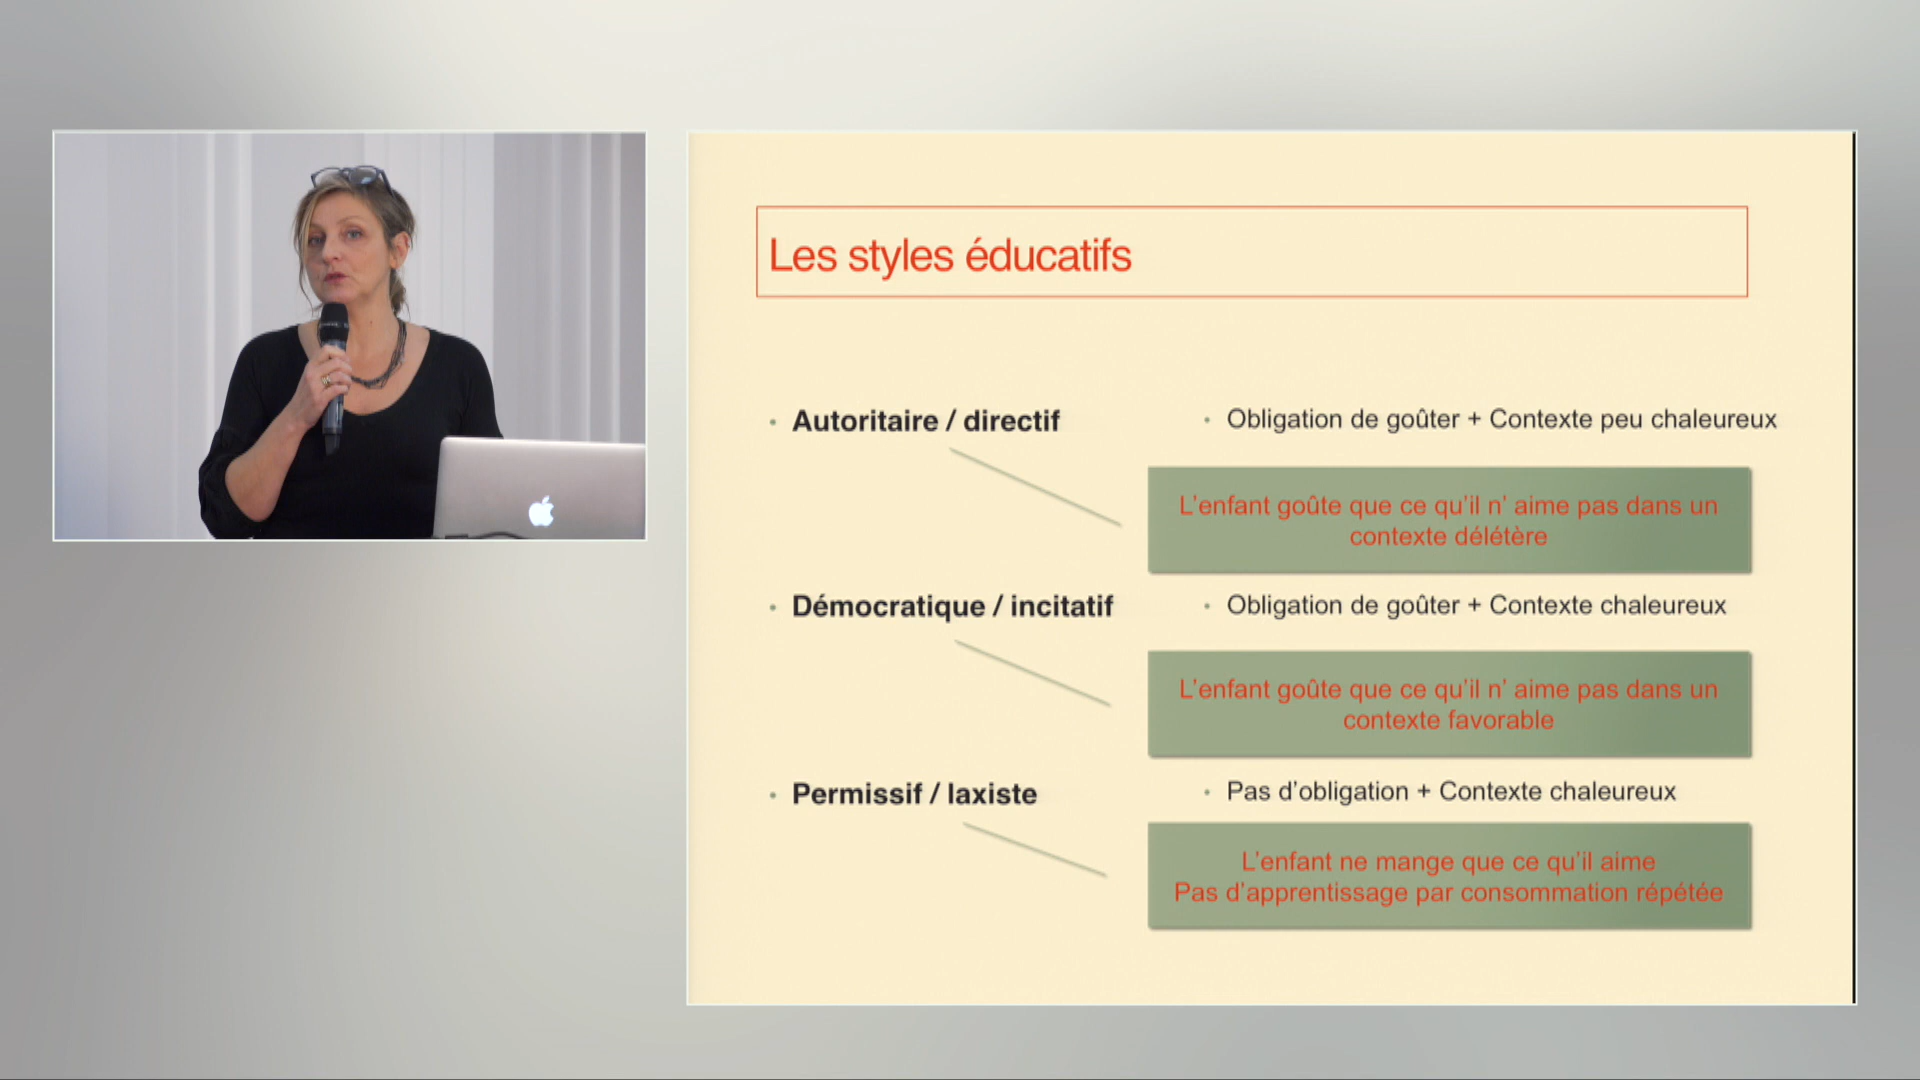 Les styles éducatifs
• Autoritaire / directif
• Obligation de goûter + Contexte peu chaleureux
L'enfant goûte que ce qu'il n' aime pas dans un
contexte délétère
• Démocratique / incitatif
• Obligation de goûter + Contexte chaleureux
L'enfant goûte que ce qu'il n' aime pas dans un
contexte favorable
• Permissif / laxiste
• Pas d'obligation + Contexte chaleureux
L'enfant ne mange que ce qu'il aime
Pas d'apprentissage par consommation répétée